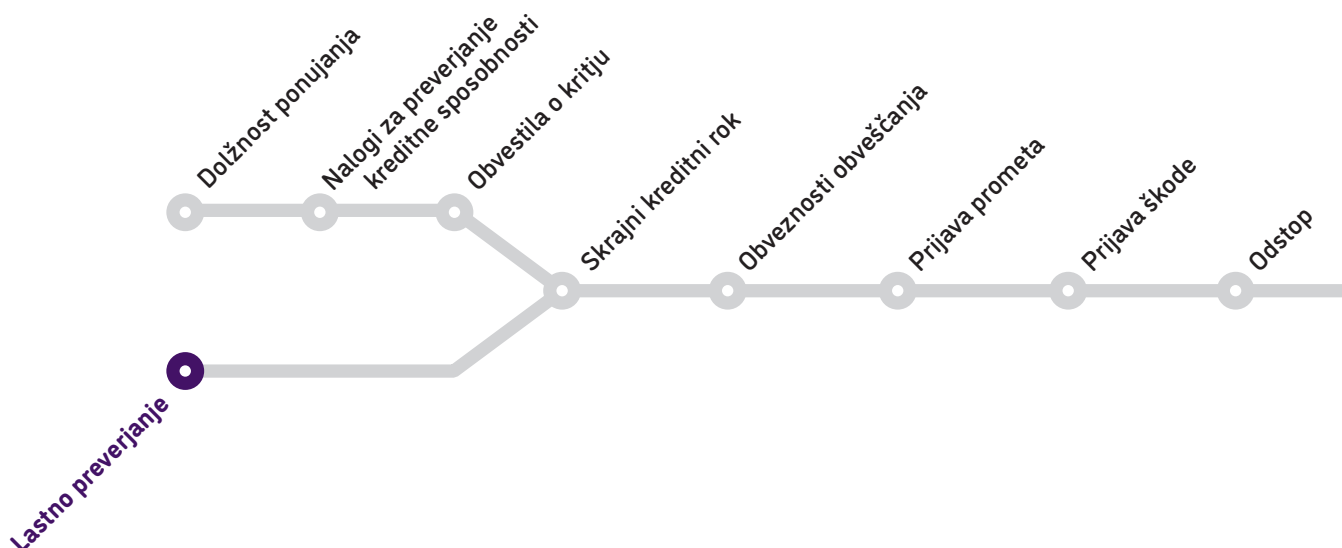 Dolžnost ponujanja
Nalogi za preverjanje
kreditne sposobnosti
Obvestila o kritju
Skrajni kreditni rok
Obveznosti obveščanja
Prijava prometa
Prijava škode
Odstop
Lastno preverjanje